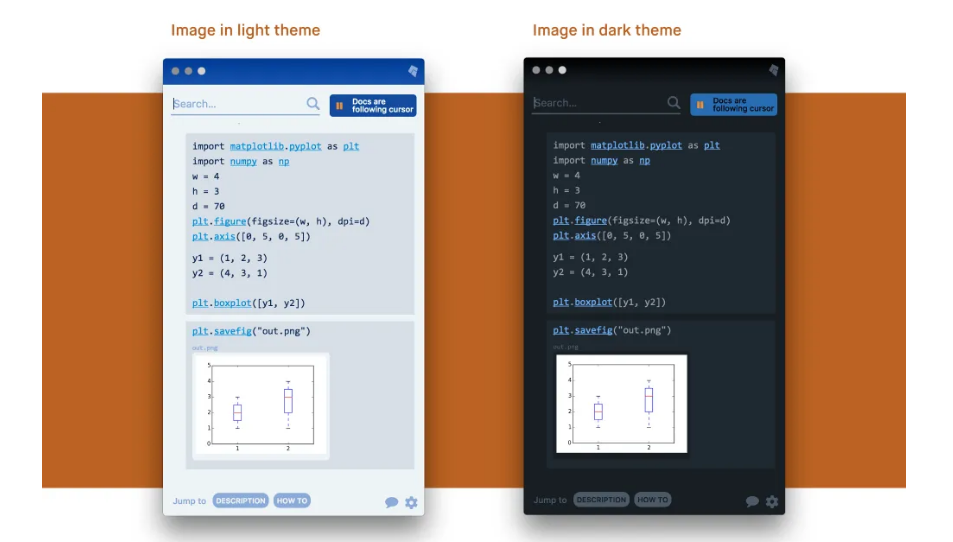 Image in light theme
Search...
Docs are
following cursor
import matplotlib.pyplot as plt
import numpy as np
w = 4
h = 3
d = 70
plt.figure(figsize=(w, h), dpi=d)
plt.axis([0, 5, 0, 5])
y1 = (1, 2, 3)
y2 = (4, 3, 1)
plt.boxplot([y1, y2])
plt.savefig("out.png")
out.png
5
4
3
2
1
0
1 2
Jump to DESCRIPTION HOW TO
Image in dark theme
Search...
Docs are
following cursor
import matplotlib.pyplot as plt
import numpy as np
w = 4
h = 3
d = 70
plt.figure(figsize=(w, h), dpi=d)
plt.axis([0, 5, 0, 5])
y1 = (1, 2, 3)
y2 = (4, 3, 1)
plt.boxplot([y1, y2])
plt.savefig("out.png")
out.png
5
4
3
2
1
0
1 2
Jump to DESCRIPTION HOW TO